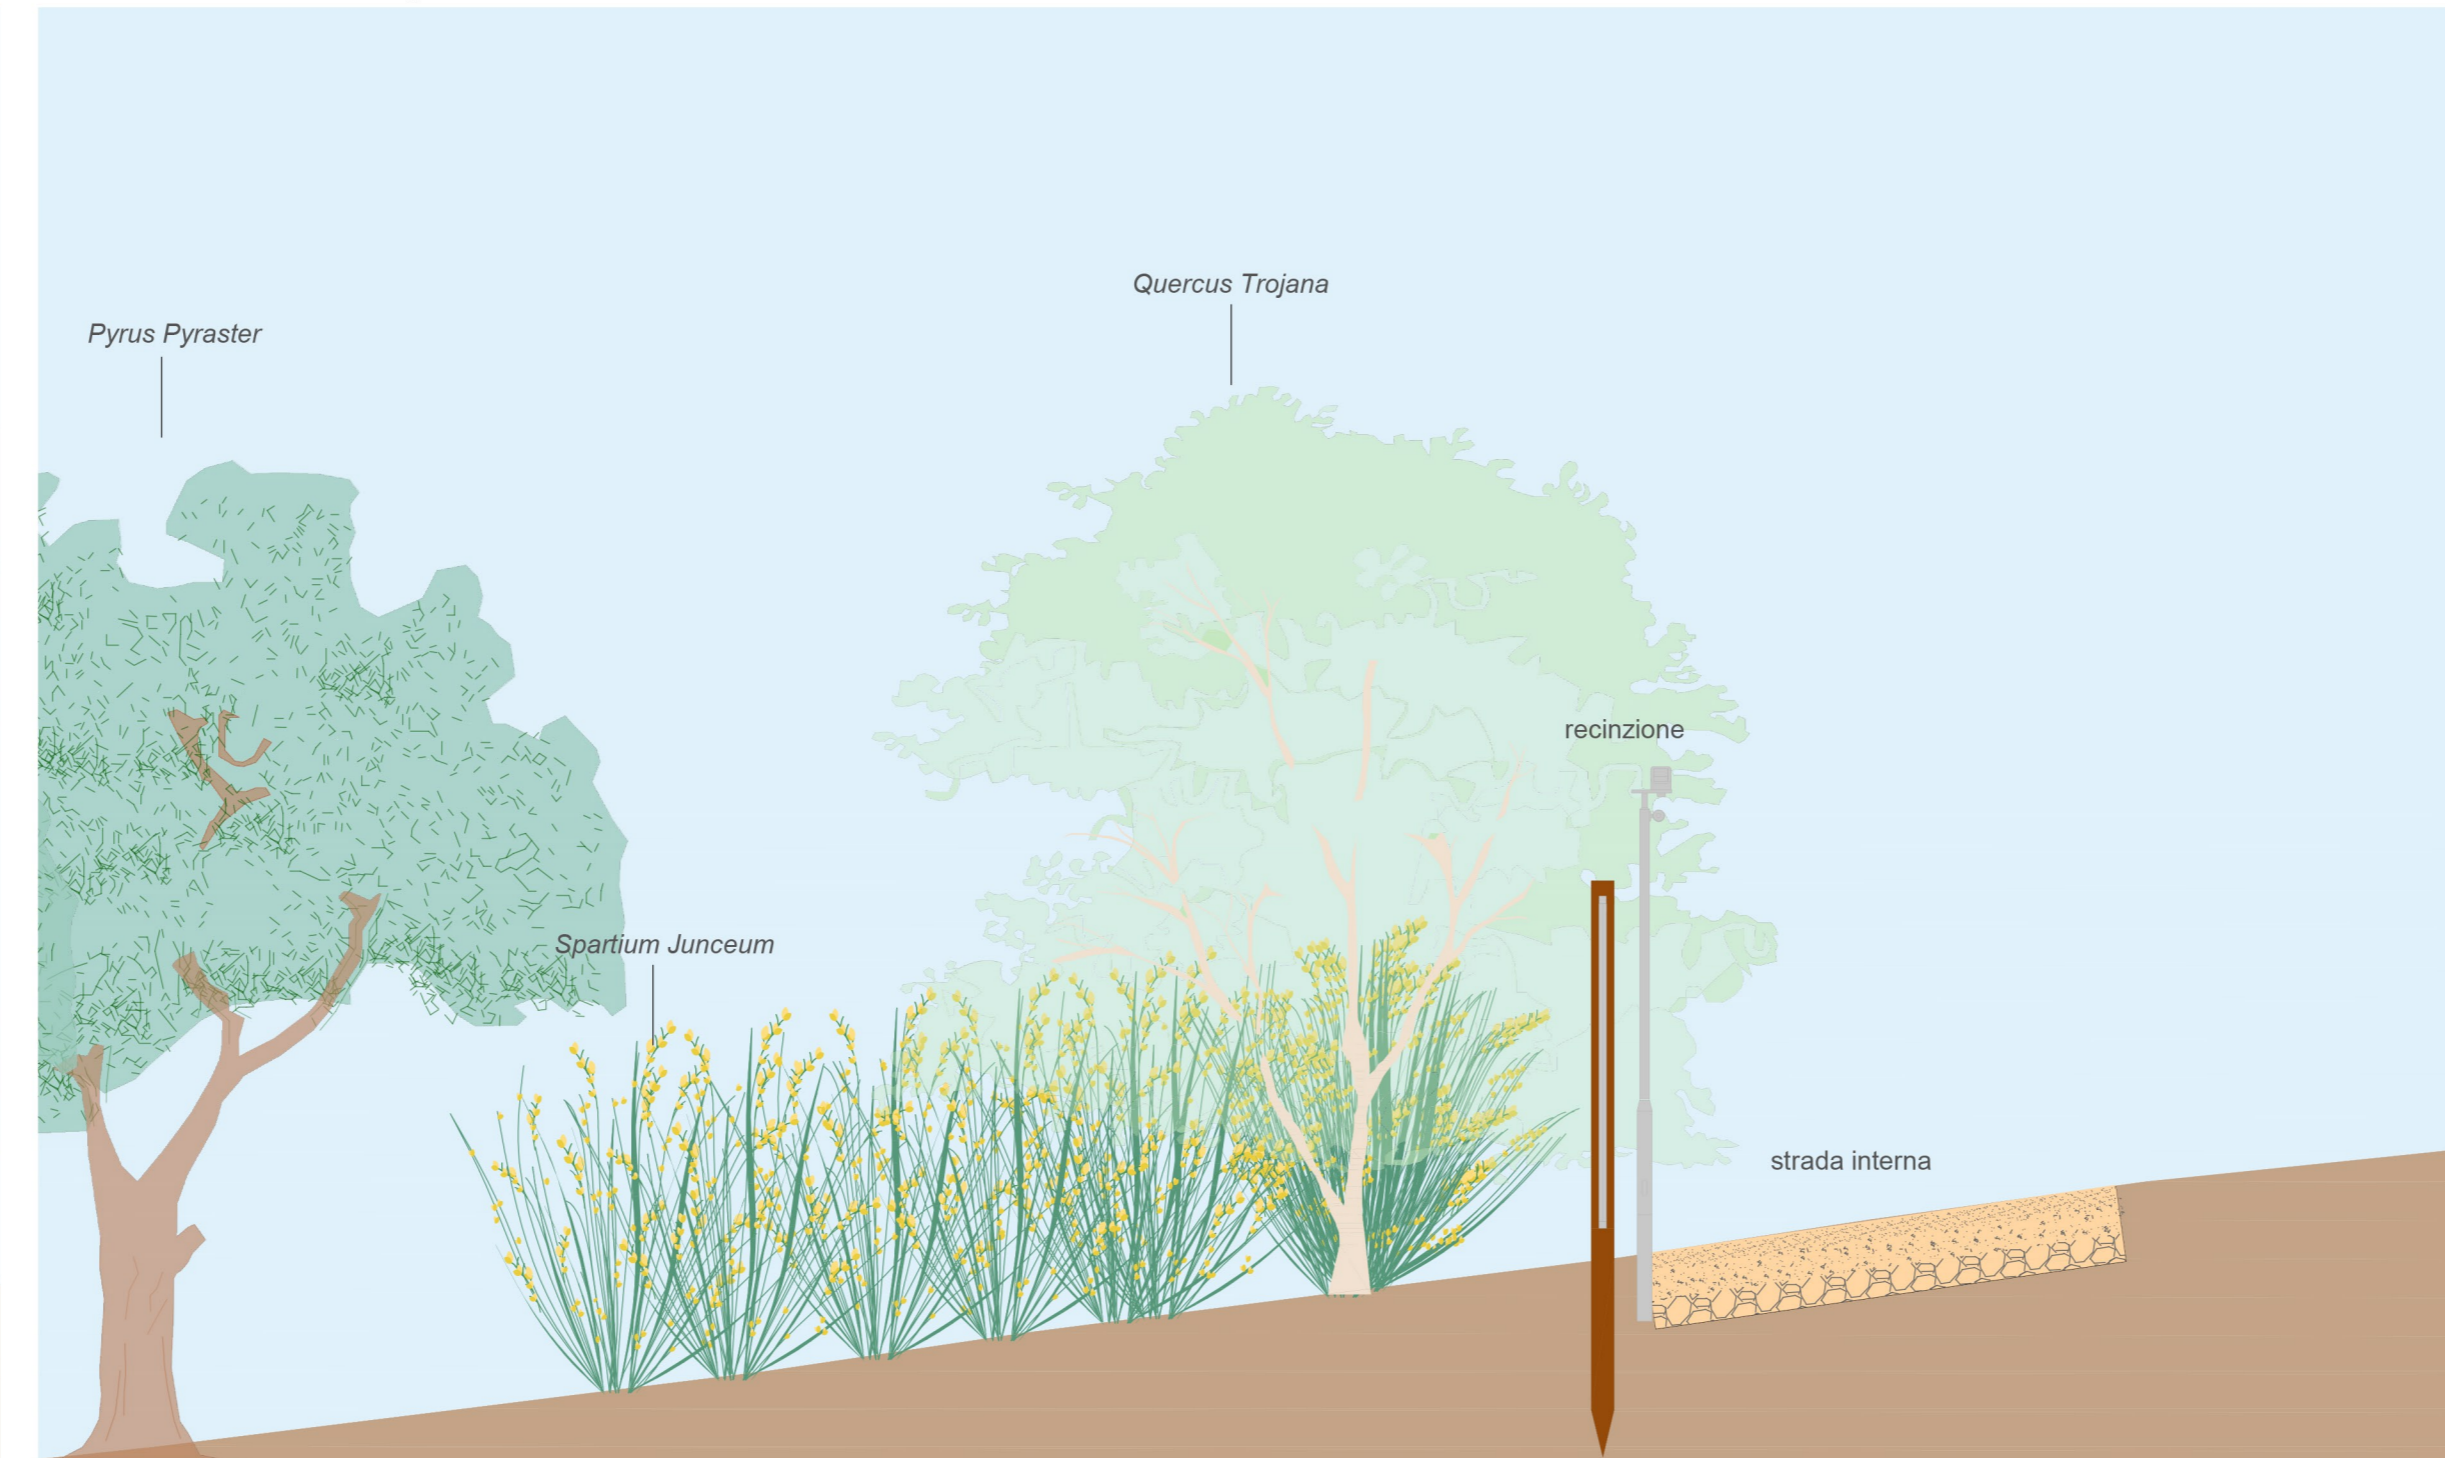 Quercus Trojana
Pyrus Pyraster
recinzione
Spartium Junceum
strada interna